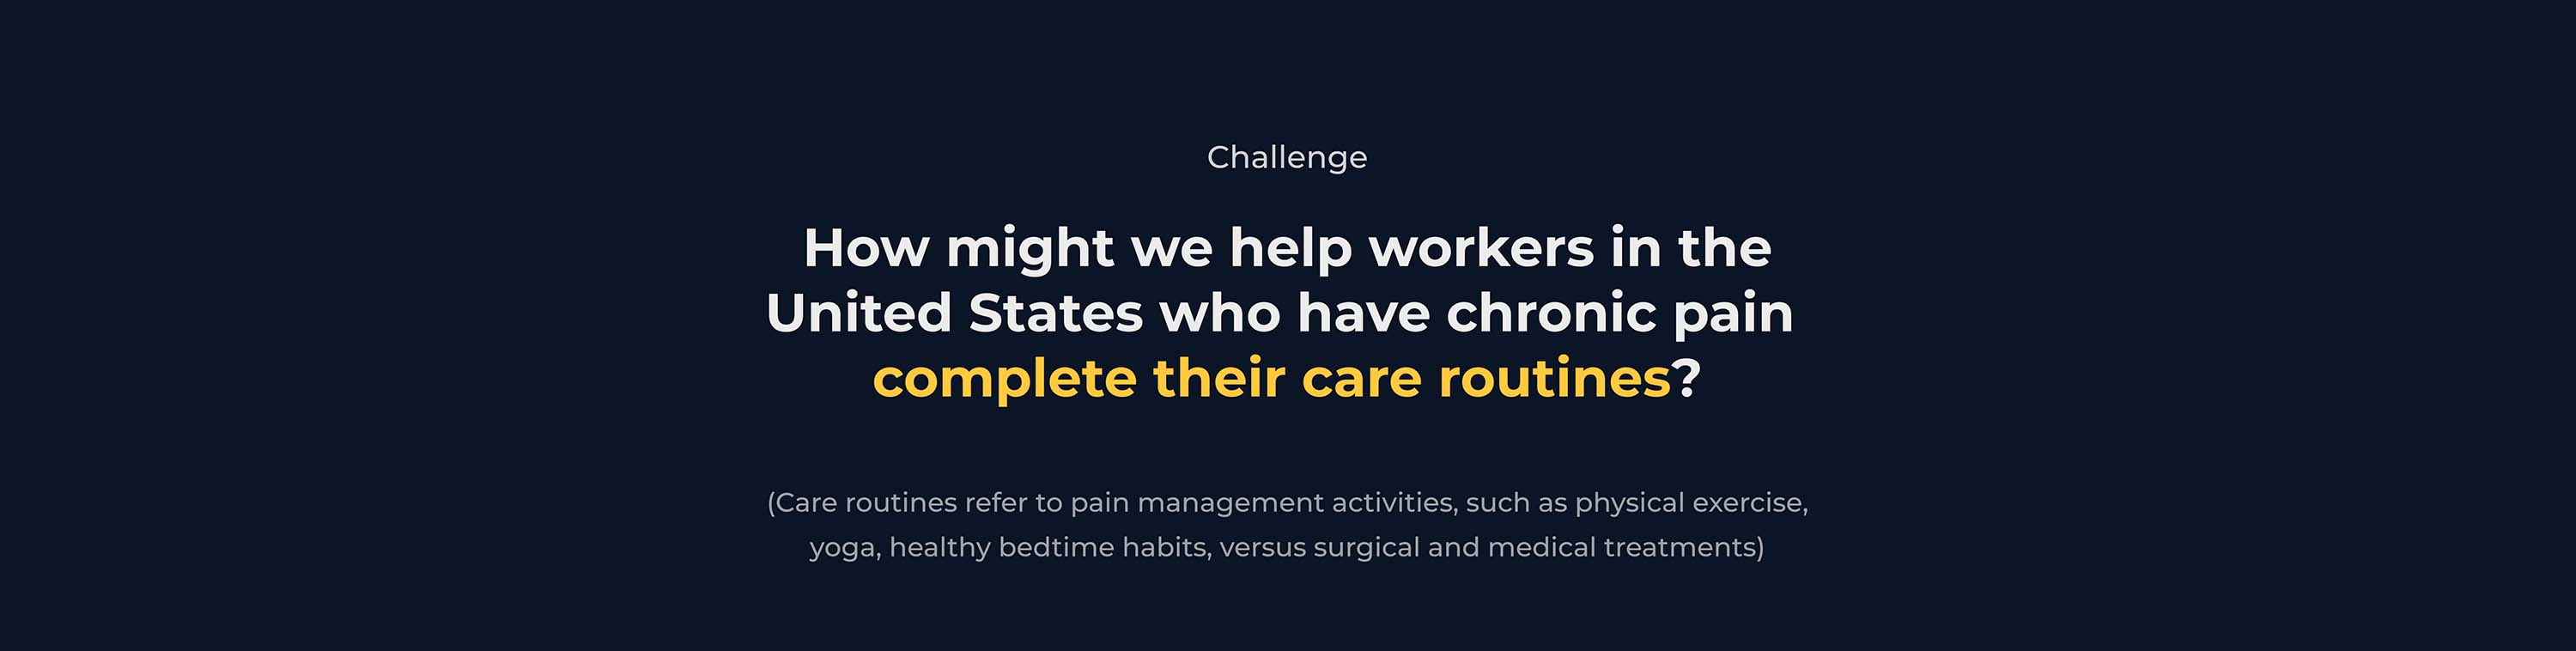 Challenge
How might we help workers in the
United States who have chronic pain
complete their care routines?
(Care routines refer to pain management activities, such as physical exercise,
yoga, healthy bedtime habits, versus surgical and medical treatments)